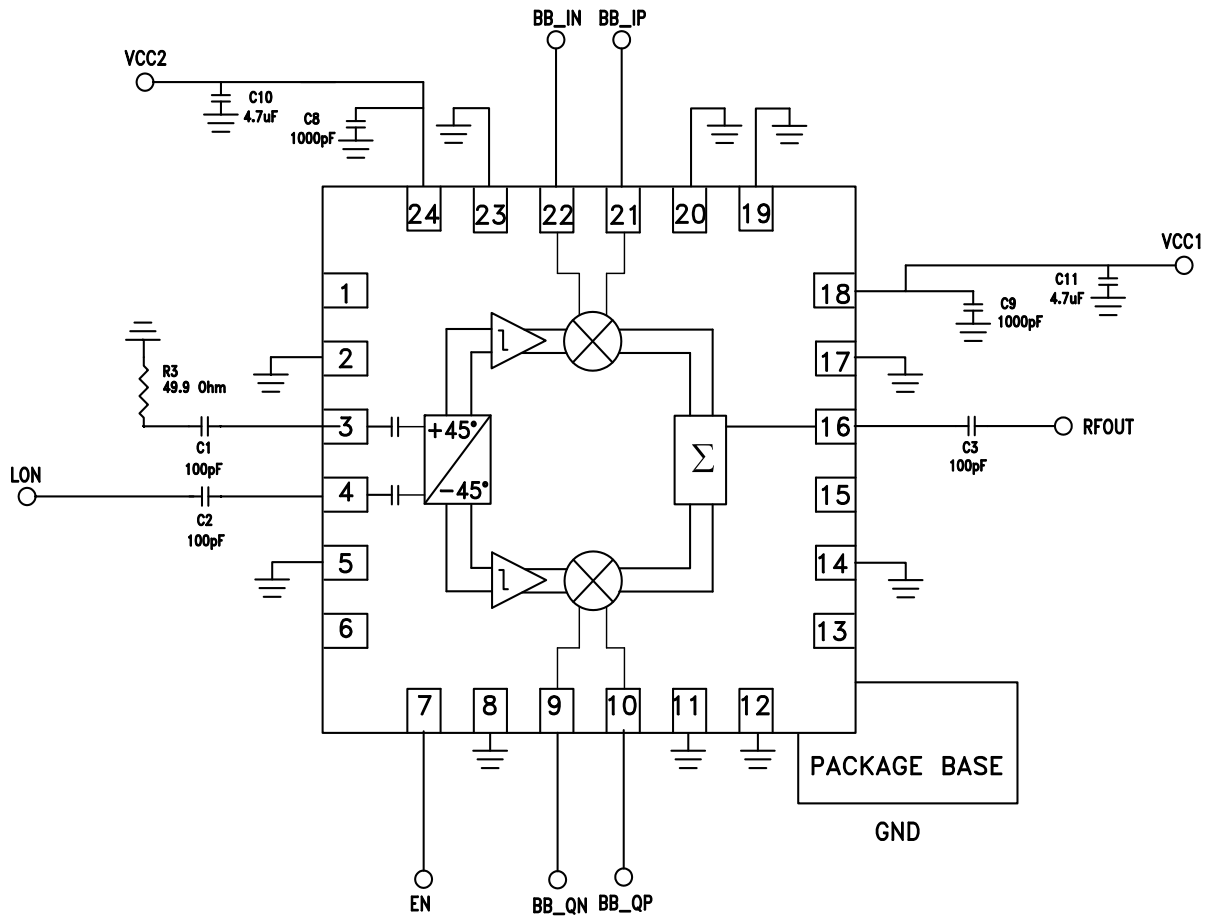 BB_IN BB_IP
VCC2
C10
4.7uF
C8
1000pF
24 23 22 21 20 19
VCC1
C11
4.7uF
C9
1000pF
1
18
2
17
R3
49.9 Ohm
3
+45°
Σ
16
RFOUT
C1
100pF
C3
100pF
LON
4
-45°
15
C2
100pF
5
14
6
13
7 8 9 10 11 12
PACKAGE BASE
GND
EN
BB_QN
BB_QP